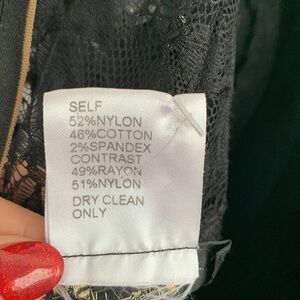 SELF
52%NYLON
46%COTTON
2%SPANDEX
CONTRAST
49%RAYON
51%NYLON
DRY CLEAN
ONLY